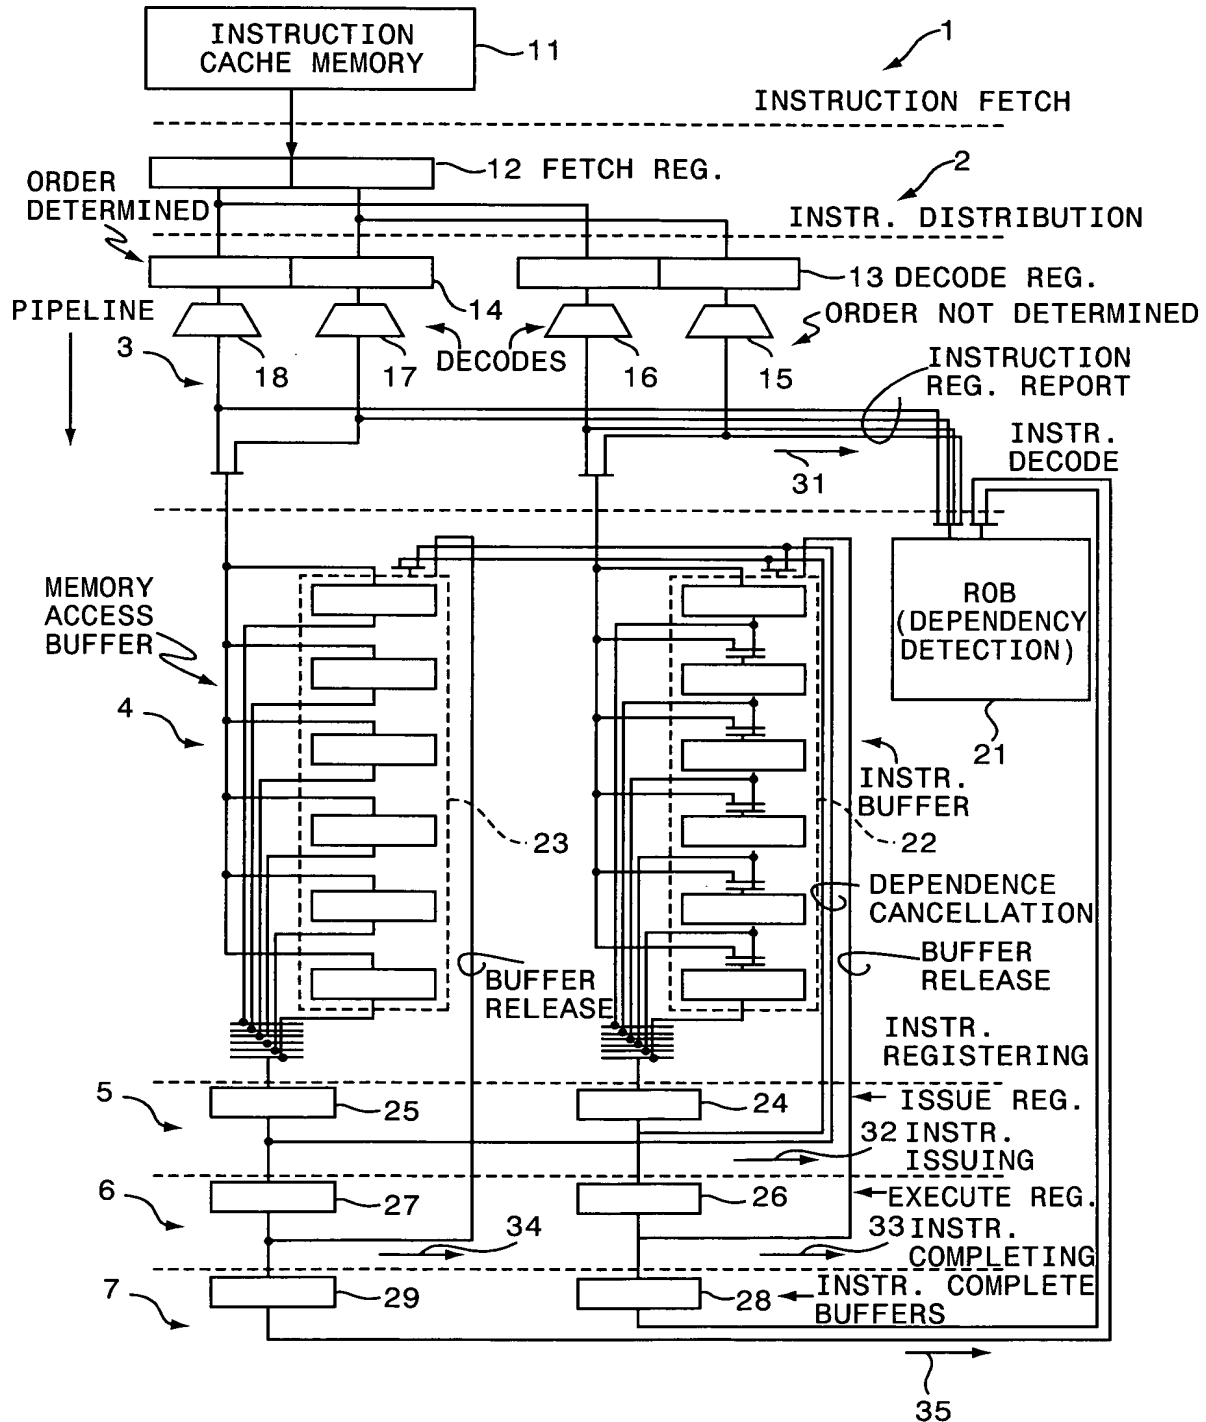 INSTRUCTION
CACHE MEMORY
11
1
INSTRUCTION FETCH
12 FETCH REG.
2
ORDER
DETERMINED
INSTR. DISTRIBUTION
13 DECODE REG.
14
PIPELINE
ORDER NOT DETERMINED
3
18
17
DECODES
16
15
INSTRUCTION
REG. REPORT
31
INSTR.
DECODE
MEMORY
ACCESS
BUFFER
ROB
(DEPENDENCY
DETECTION)
4
21
INSTR.
BUFFER
23
22
DEPENDENCE
CANCELLATION
BUFFER
RELEASE
BUFFER
RELEASE
INSTR.
REGISTERING
5
25
24
ISSUE REG.
32 INSTR.
ISSUING
6
27
26
EXECUTE REG.
34
33 INSTR.
COMPLETING
7
29
28
INSTR. COMPLETE
BUFFERS
35